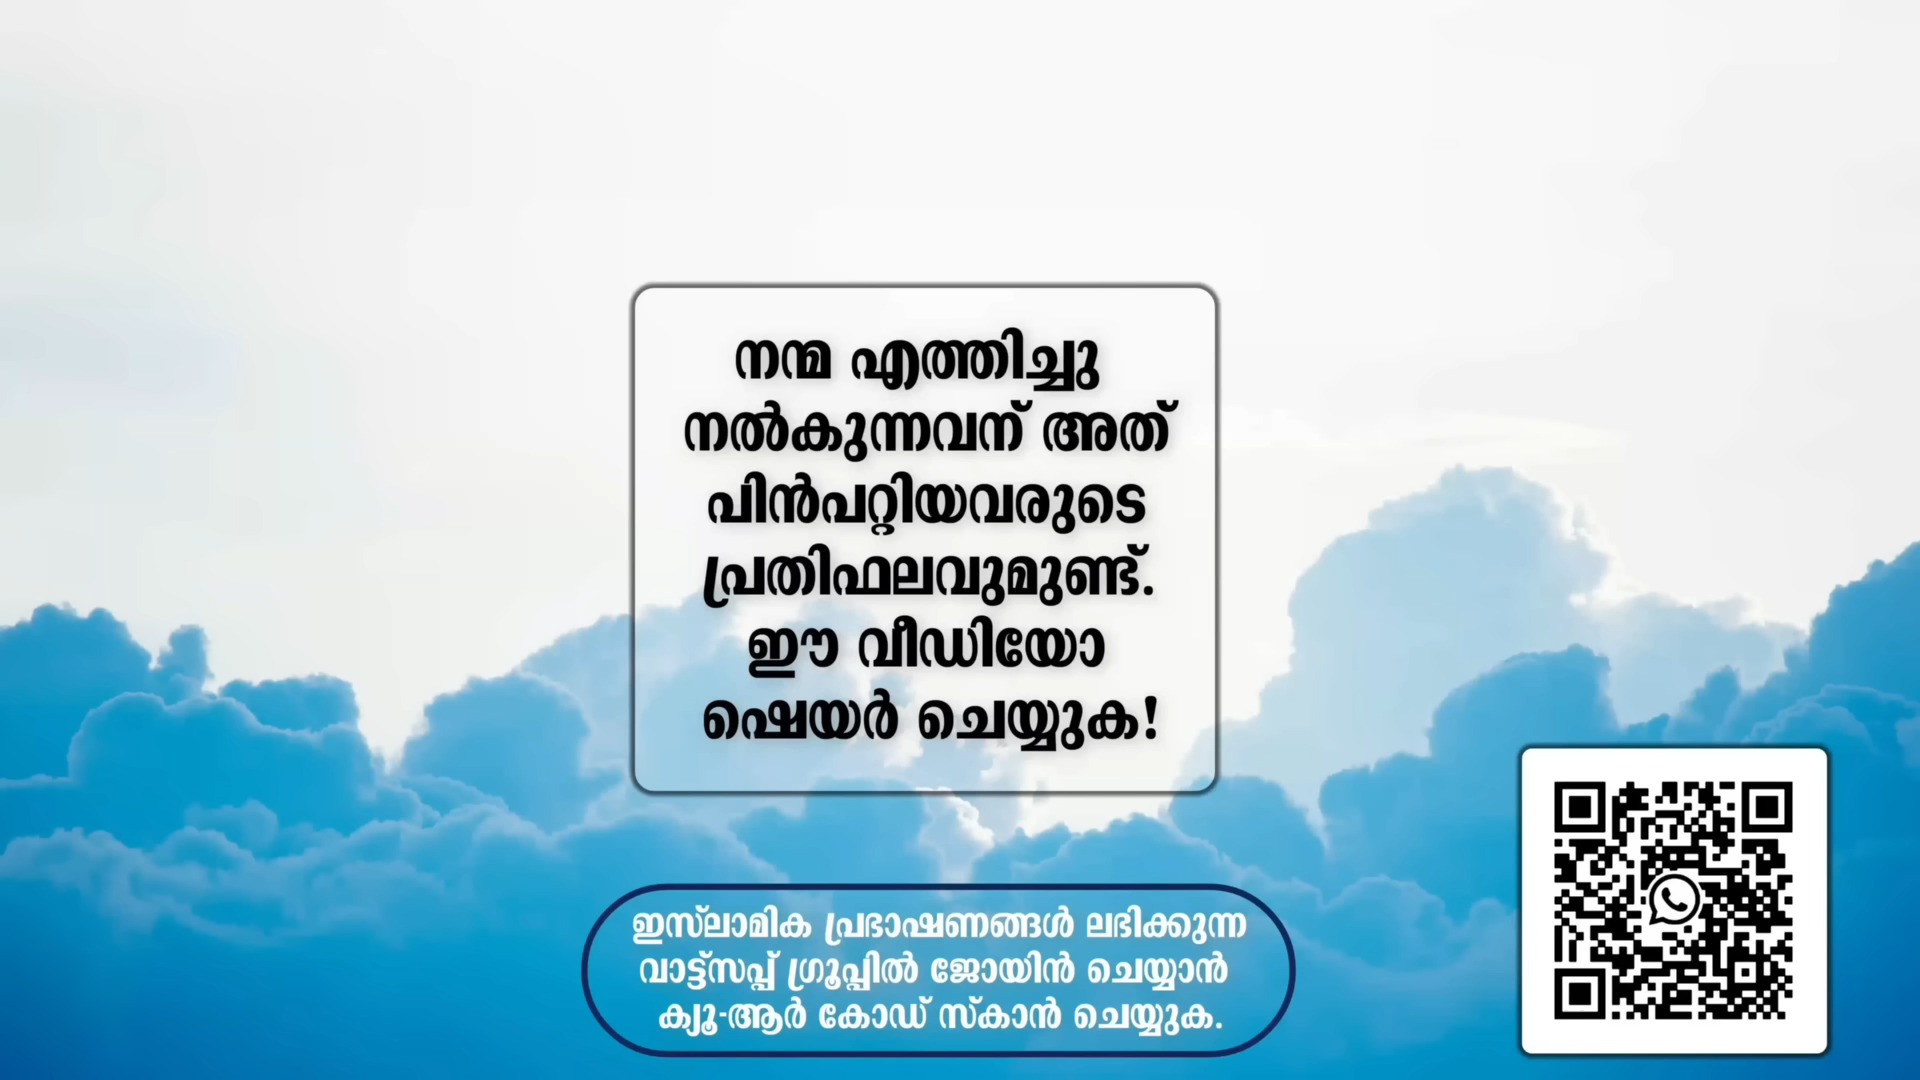 നന്മ എത്തിച്ചു
നൽകുന്നവന് അത്
പിൻപറ്റിയവരുടെ
പ്രതിഫലവുമുണ്ട്.
ഈ വീഡിയോ
ഷെയർ ചെയ്യുക!
ഇസ്‌ലാമിക പ്രഭാഷണങ്ങൾ ലഭിക്കുന്ന
വാട്ട്സപ്പ് ഗ്രൂപ്പിൽ ജോയിൻ ചെയ്യാൻ
ക്യൂ-ആർ കോഡ് സ്കാൻ ചെയ്യുക.